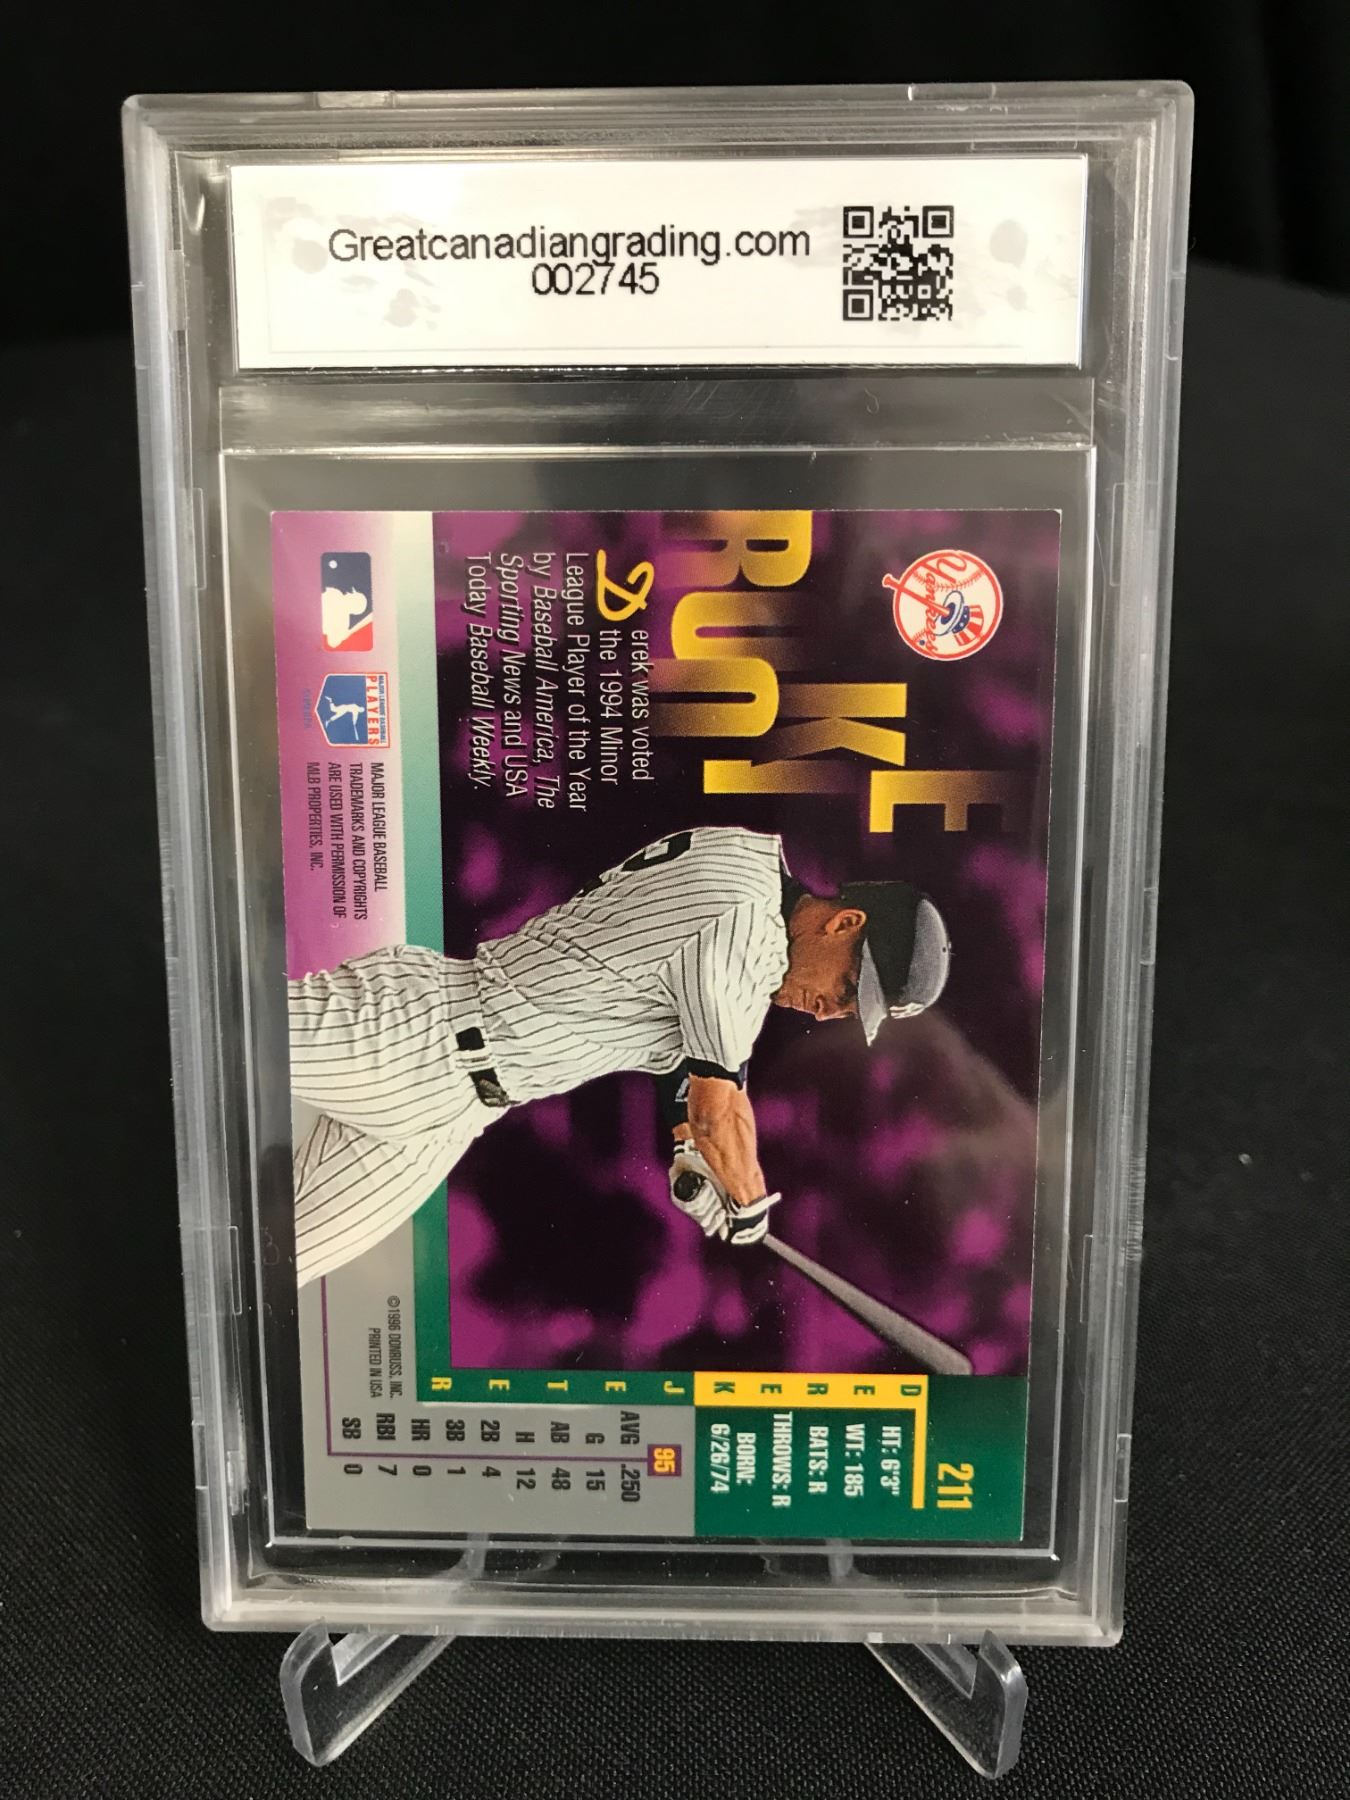 Greatcanadiangrading.com
002745
Yankees
ROOKIE
Derek was voted
the 1994 Minor
League Player of the Year
by Baseball America, The
Sporting News and USA
Today Baseball Weekly.
MAJOR LEAGUE BASEBALL
PLAYERS
MAJOR LEAGUE BASEBALL
TRADEMARKS AND COPYRIGHTS
ARE USED WITH PERMISSION OF
MLB PROPERTIES, INC.
211
DEREK
JETER
HT: 6'3"
WT: 185
BATS: R
THROWS: R
BORN:
6/26/74
95
AVG .250
G 15
AB 48
H 12
2B 4
3B 1
HR 0
RBI 7
SB 0
©1996 DONRUSS, INC.
PRINTED IN USA